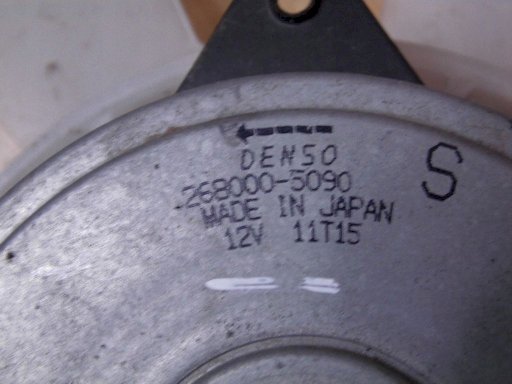 DENSO
268000-5090
MADE IN JAPAN
12V 11T15
S